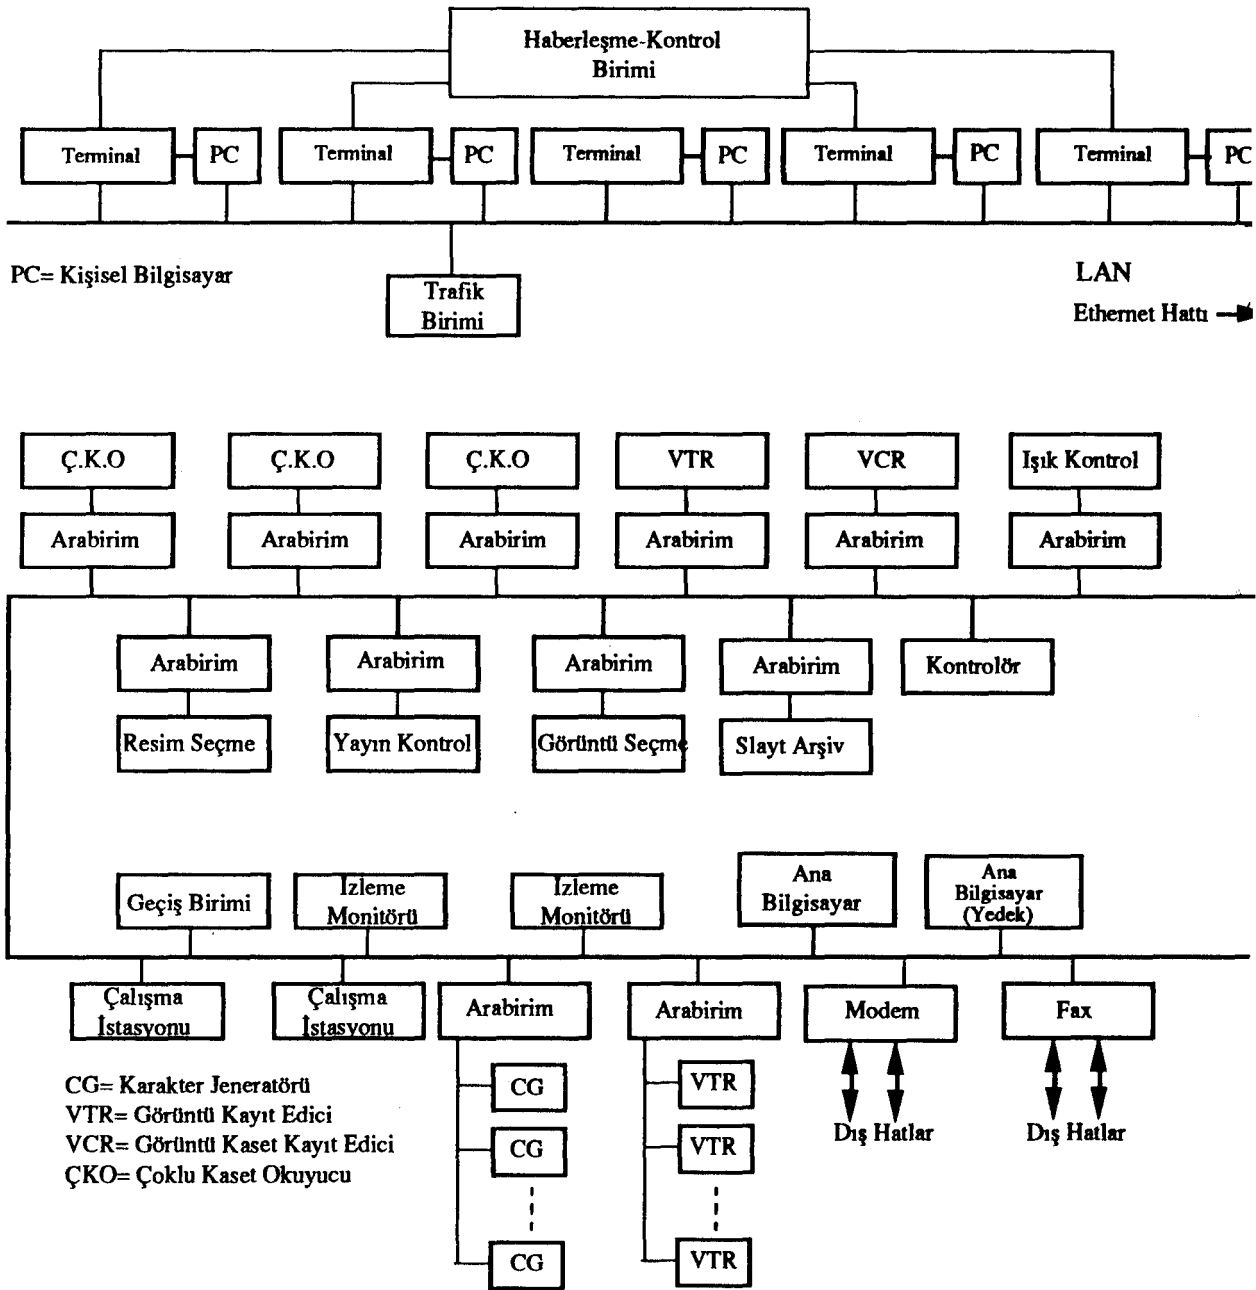 Haberleşme-Kontrol
Birimi
Terminal
PC
Terminal
PC
Terminal
PC
Terminal
PC
Terminal
PC
PC= Kişisel Bilgisayar
Trafik
Birimi
LAN
Ethernet Hattı
Ç.K.O
Ç.K.O
Ç.K.O
VTR
VCR
Işık Kontrol
Arabirim
Arabirim
Arabirim
Arabirim
Arabirim
Arabirim
Arabirim
Arabirim
Arabirim
Arabirim
Kontrolör
Resim Seçme
Yayın Kontrol
Görüntü Seçme
Slayt Arşiv
Geçiş Birimi
İzleme
Monitörü
İzleme
Monitörü
Ana
Bilgisayar
Ana
Bilgisayar
(Yedek)
Çalışma
İstasyonu
Çalışma
İstasyonu
Arabirim
Arabirim
Modem
Fax
CG= Karakter Jeneratörü
VTR= Görüntü Kayıt Edici
VCR= Görüntü Kaset Kayıt Edici
ÇKO= Çoklu Kaset Okuyucu
CG
CG
CG
VTR
VTR
VTR
Dış Hatlar
Dış Hatlar